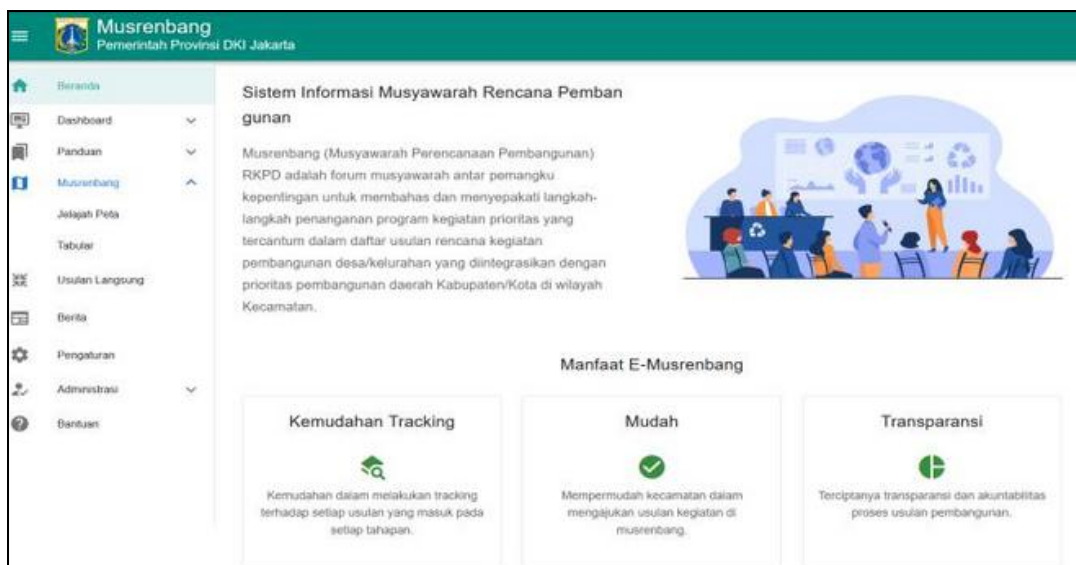 Musrenbang
Pemerintah Provinsi DKI Jakarta
Beranda
Dashboard
Panduan
Musrenbang
Jelajah Peta
Tabular
Usulan Langsung
Berita
Pengaturan
Administrasi
Bantuan
Sistem Informasi Musyawarah Rencana Pemban
gunan
Musrenbang (Musyawarah Perencanaan Pembangunan)
RKPD adalah forum musyawarah antar pemangku
kepentingan untuk membahas dan menyepakati langkah-
langkah penanganan program kegiatan prioritas yang
tercantum dalam daftar usulan rencana kegiatan
pembangunan desa/kelurahan yang diintegrasikan dengan
prioritas pembangunan daerah Kabupaten/Kota di wilayah
Kecamatan.
Manfaat E-Musrenbang
Kemudahan Tracking
Kemudahan dalam melakukan tracking
terhadap setiap usulan yang masuk pada
setiap tahapan.
Mudah
Mempermudah kecamatan dalam
mengajukan usulan kegiatan di
musrenbang.
Transparansi
Terciptanya transparansi dan akuntabilitas
proses usulan pembangunan.